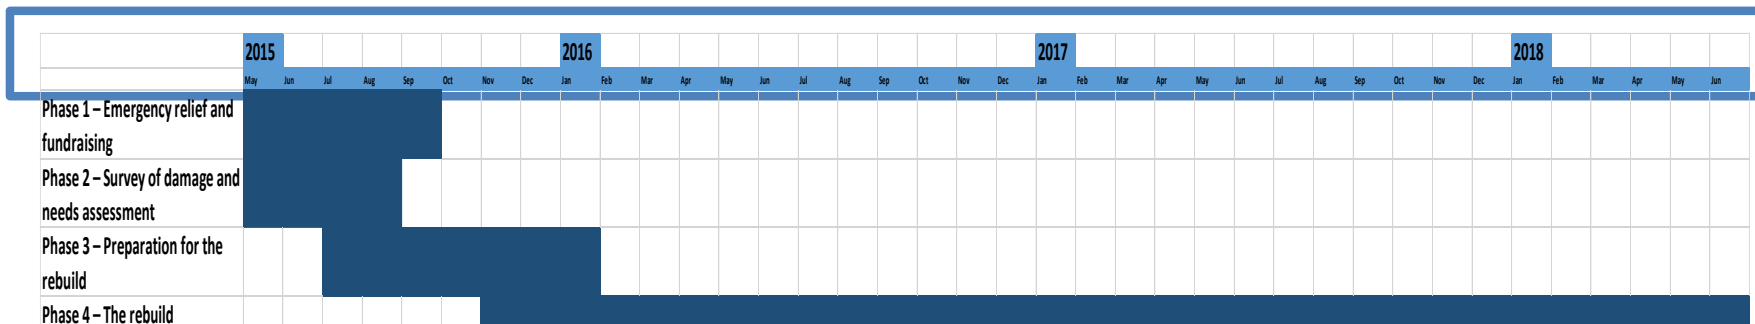 2015 2016 2017 2018
May Jun Jul Aug Sep Oct Nov Dec Jan Feb Mar Apr May Jun Jul Aug Sep Oct Nov Dec Jan Feb Mar Apr May Jun Jul Aug Sep Oct Nov Dec Jan Feb Mar Apr May Jun
Phase 1 – Emergency relief and
fundraising
Phase 2 – Survey of damage and
needs assessment
Phase 3 – Preparation for the
rebuild
Phase 4 – The rebuild